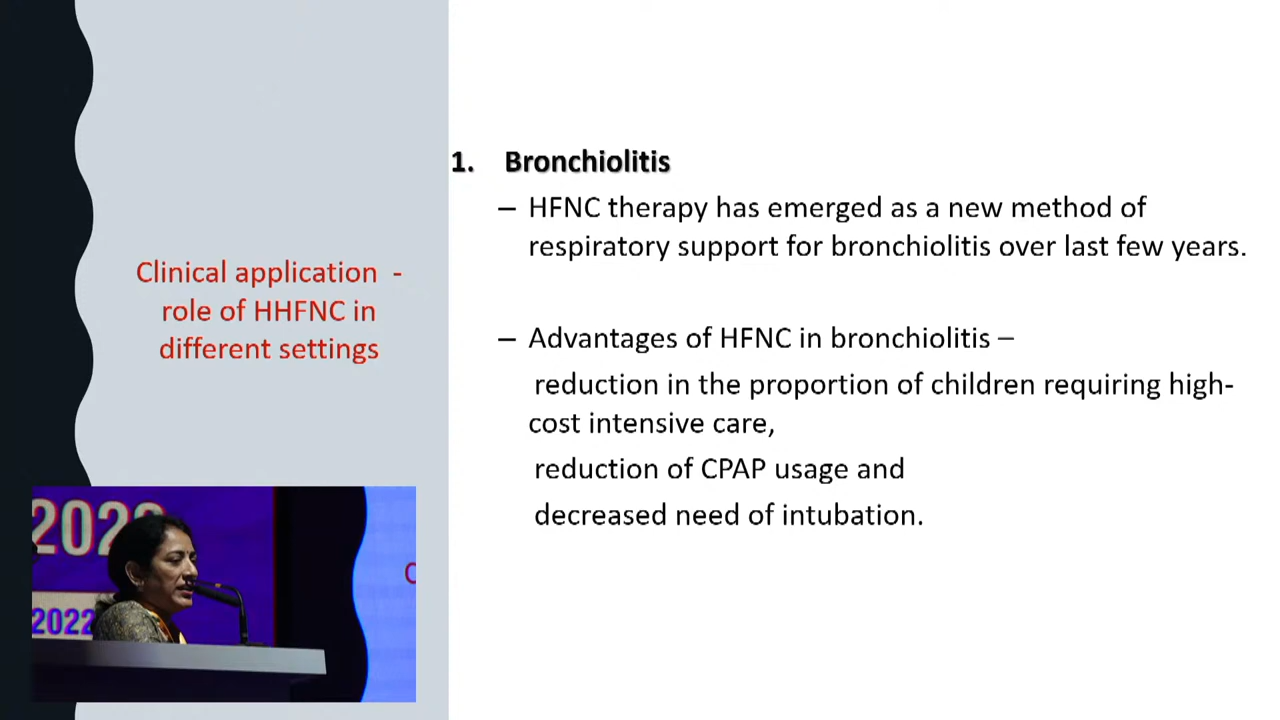 Clinical application -
role of HHFNC in
different settings
1. Bronchiolitis
– HFNC therapy has emerged as a new method of
respiratory support for bronchiolitis over last few years.
– Advantages of HFNC in bronchiolitis –
reduction in the proportion of children requiring high-
cost intensive care,
reduction of CPAP usage and
decreased need of intubation.
2022
2022
C